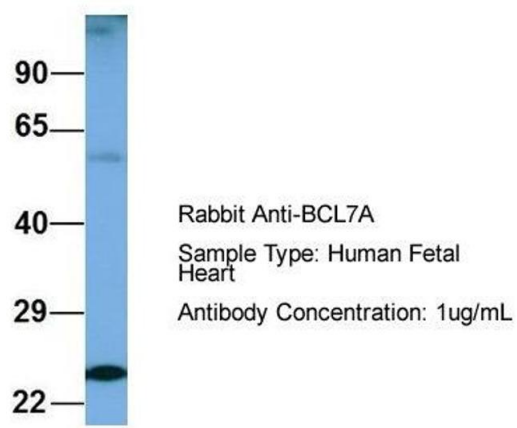 90
65
40
29
22
Rabbit Anti-BCL7A
Sample Type: Human Fetal
Heart
Antibody Concentration: 1ug/mL